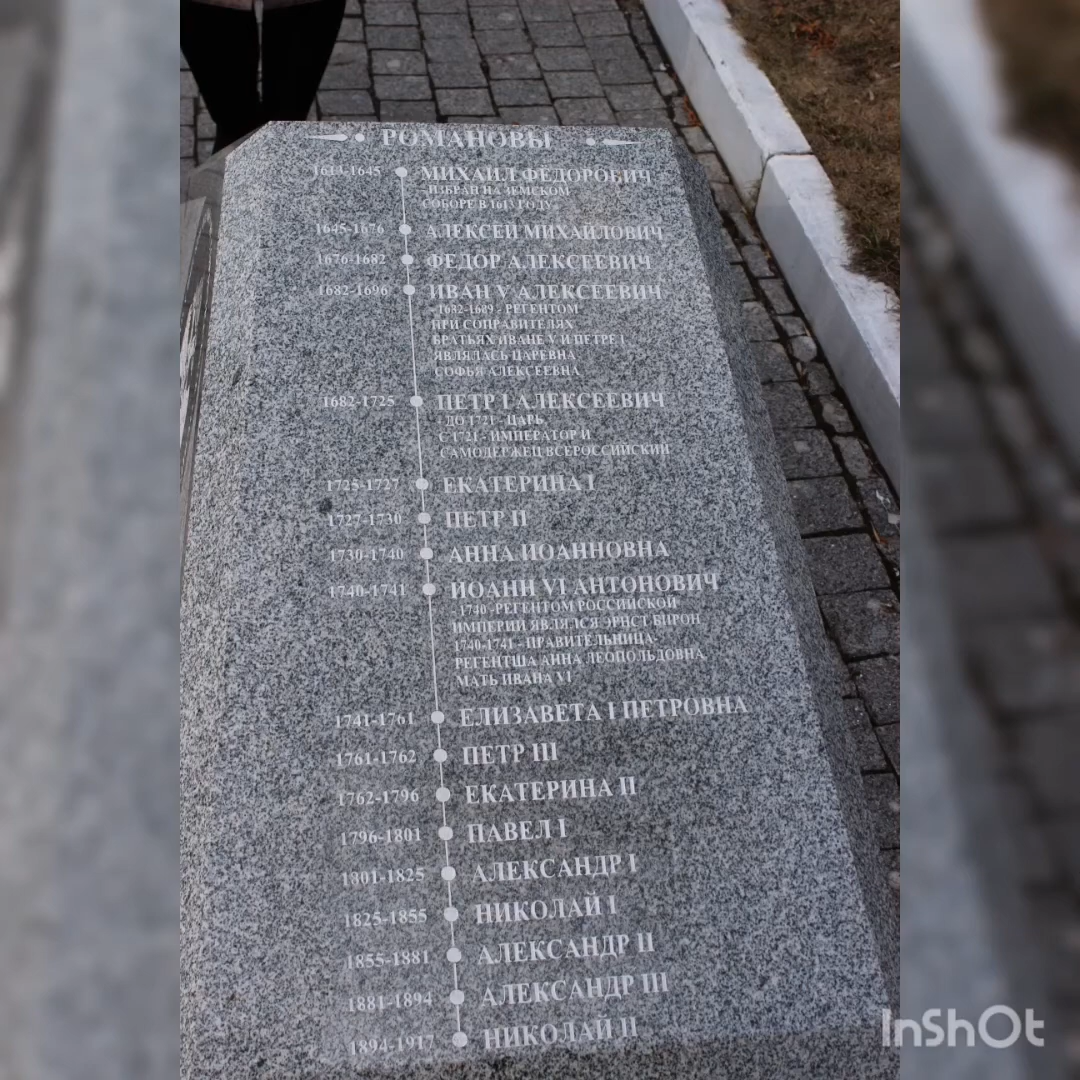 РОМАНОВЫ
1613-1645 МИХАИЛ ФЕДОРОВИЧ
- ИЗБРАН НА ЗЕМСКОМ
СОБОРЕ В 1613 ГОДУ
1645-1676 АЛЕКСЕЙ МИХАЙЛОВИЧ
1676-1682 ФЕДОР АЛЕКСЕЕВИЧ
1682-1696 ИВАН V АЛЕКСЕЕВИЧ
- 1682-1689 - РЕГЕНТОМ
ПРИ СОПРАВИТЕЛЯХ
БРАТЬЯХ ИВАНЕ V И ПЕТРЕ I
ЯВЛЯЛАСЬ ЦАРЕВНА
СОФЬЯ АЛЕКСЕЕВНА
1682-1725 ПЕТР I АЛЕКСЕЕВИЧ
- ДО 1721 - ЦАРЬ,
С 1721 - ИМПЕРАТОР И
САМОДЕРЖЕЦ ВСЕРОССИЙСКИЙ
1725-1727 ЕКАТЕРИНА I
1727-1730 ПЕТР II
1730-1740 АННА ИОАННОВНА
1740-1741 ИОАНН VI АНТОНОВИЧ
- 1740 - РЕГЕНТОМ РОССИЙСКОЙ
ИМПЕРИИ ЯВЛЯЛСЯ ЭРНСТ БИРОН
1740-1741 - ПРАВИТЕЛЬНИЦА-
РЕГЕНТША АННА ЛЕОПОЛЬДОВНА,
МАТЬ ИВАНА VI
1741-1761 ЕЛИЗАВЕТА I ПЕТРОВНА
1761-1762 ПЕТР III
1762-1796 ЕКАТЕРИНА II
1796-1801 ПАВЕЛ I
1801-1825 АЛЕКСАНДР I
1825-1855 НИКОЛАЙ I
1855-1881 АЛЕКСАНДР II
1881-1894 АЛЕКСАНДР III
1894-1917 НИКОЛАЙ II
InShOt